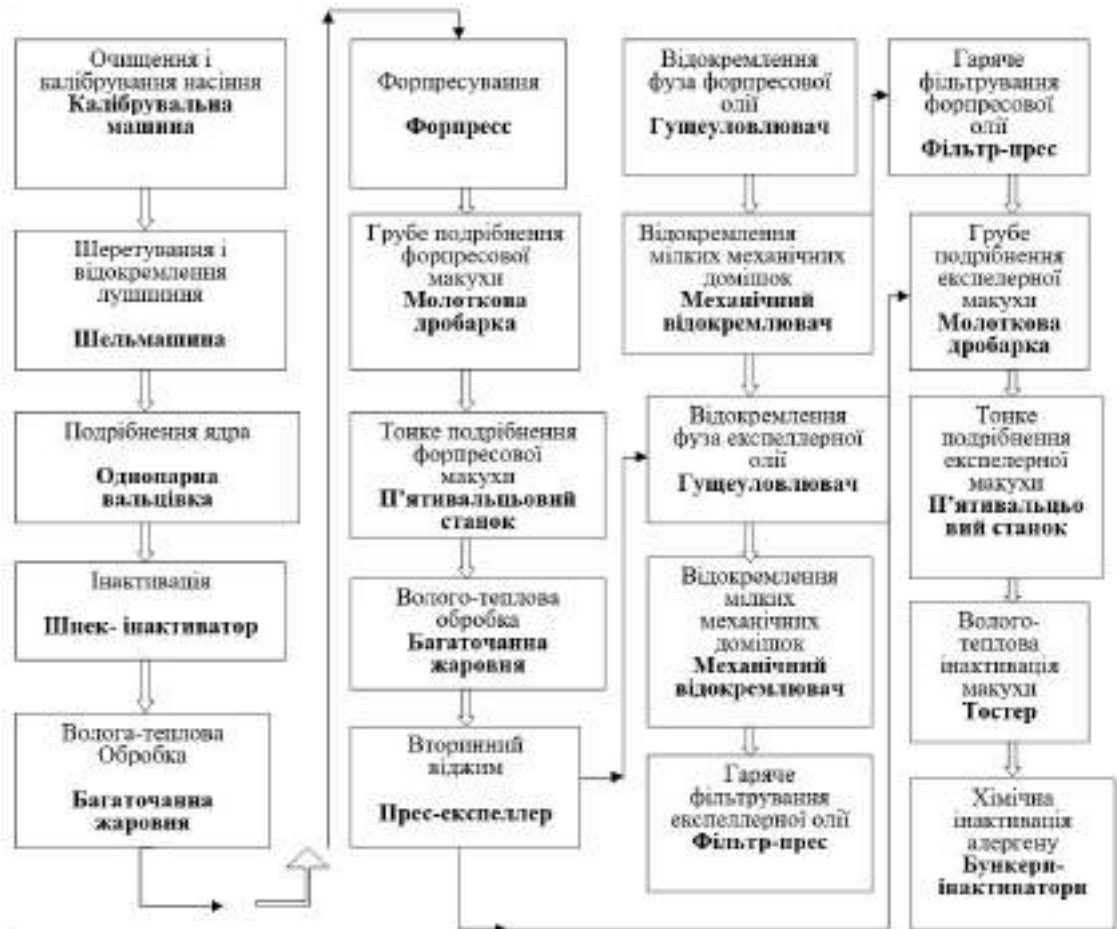 Очищення і
калібрування насіння
Калібрувальна
машина
Шеретування і
відокремлення
лушпиння
Шельмашина
Подрібнення ядра
Однопарна
вальцівка
Інактивація
Шнек- інактиватор
Волога-теплова
Обробка
Багаточанна
жаровня
Форпресування
Форпресс
Грубе подрібнення
форпресової
макухи
Молоткова
дробарка
Тонке подрібнення
форпресової
макухи
П'ятивальцьовий
станок
Волого-теплова
обробка
Багаточанна
жаровня
Вторинний
віджим
Прес-експеллер
Відокремлення
фуза форпресової
олії
Гущеуловлювач
Відокремлення
мілких механічних
домішок
Механічний
відокремлювач
Відокремлення
фуза експеллерної
олії
Гущеуловлювач
Відокремлення
мілких
механічних
домішок
Механічний
відокремлювач
Гаряче
фільтрування
експеллерної олії
Фільтр-прес
Гаряче
фільтрування
форпресової
олії
Фільтр-прес
Грубе
подрібнення
експелерної
макухи
Молоткова
дробарка
Тонке
подрібнення
експелерної
макухи
П'ятивальцьо
вий станок
Волого-
теплова
інактивація
макухи
Тостер
Хімічна
інактивація
алергену
Бункери-
інактиватори